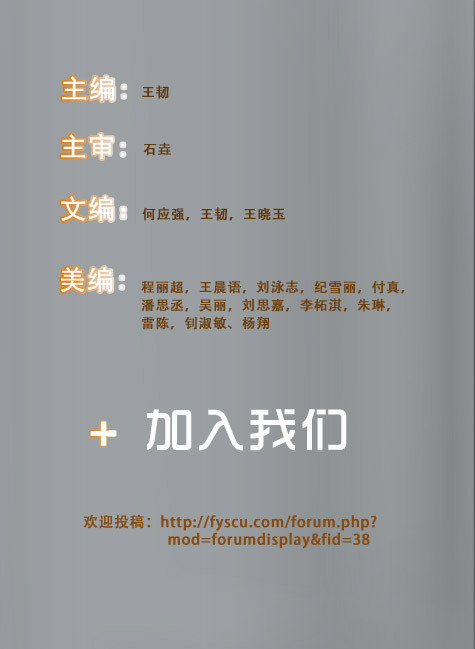 主编：王韧
主审：石垚
文编：何应强，王韧，王晓玉
美编：程丽超，王晨语，刘泳志，纪雪丽，付真，
潘思丞，吴丽，刘思嘉，李柘淇，朱琳，
雷陈，钊淑敏、杨翔
+ 加入我们
欢迎投稿：http://fyscu.com/forum.php?
mod=forumdisplay&fid=38